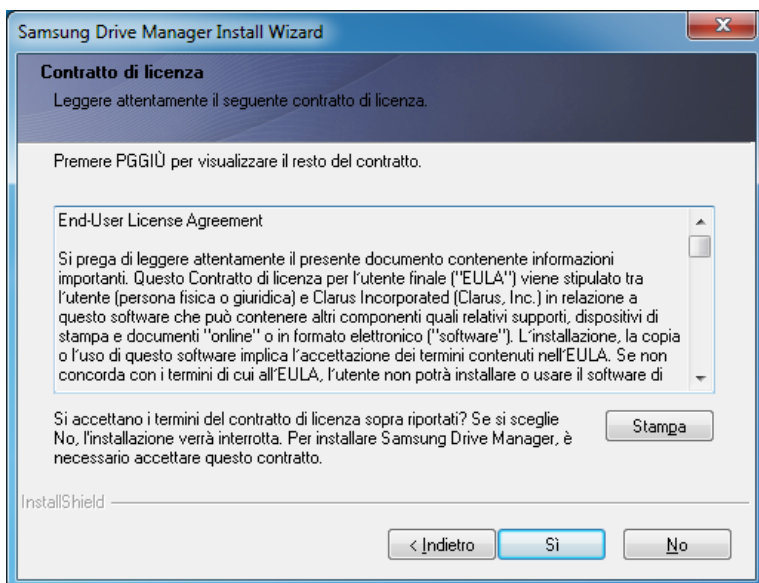 Samsung Drive Manager Install Wizard
Contratto di licenza
Leggere attentamente il seguente contratto di licenza.
Premere PGGIÙ per visualizzare il resto del contratto.
End-User License Agreement
Si prega di leggere attentamente il presente documento contenente informazioni
importanti. Questo Contratto di licenza per l´utente finale ("EULA") viene stipulato tra
l´utente (persona fisica o giuridica) e Clarus Incorporated (Clarus, Inc.) in relazione a
questo software che può contenere altri componenti quali relativi supporti, dispositivi di
stampa e documenti "online" o in formato elettronico ("software"). L´installazione, la copia
o l´uso di questo software implica l´accettazione dei termini contenuti nell´EULA. Se non
concorda con i termini di cui all´EULA, l´utente non potrà installare o usare il software di
Si accettano i termini del contratto di licenza sopra riportati? Se si sceglie
No, l'installazione verrà interrotta. Per installare Samsung Drive Manager, è
necessario accettare questo contratto.
Stampa
InstallShield
< Indietro
Sì
No